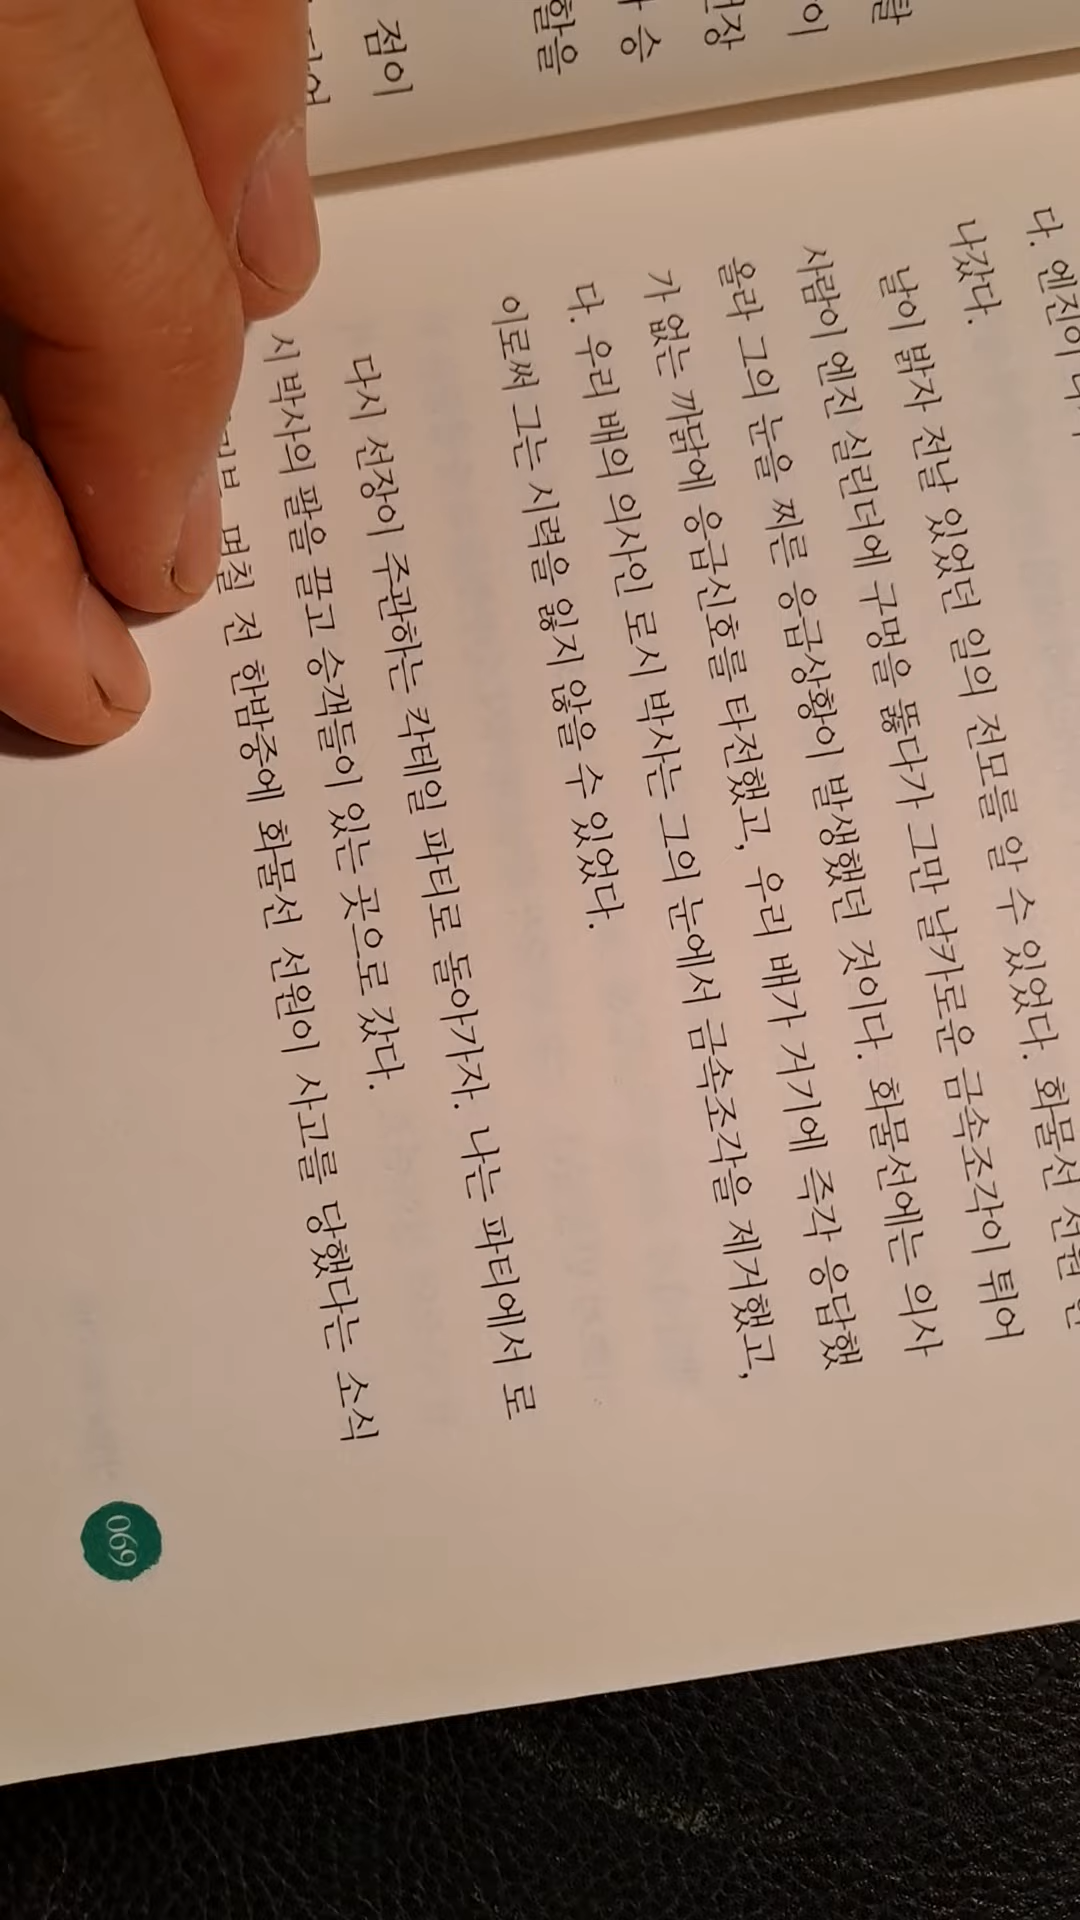 점이
할을
승
이
탈
다. 엔진이
나갔다.
날이 밝자 전날 있었던 일의 전모를 알 수 있었다. 화물선 선원 한
사람이 엔진 실린더에 구멍을 뚫다가 그만 날카로운 금속조각이 튀어
올라 그의 눈을 찌른 응급상황이 발생했던 것이다. 화물선에는 의사
가 없는 까닭에 응급신호를 타전했고, 우리 배가 거기에 즉각 응답했
다. 우리 배의 의사인 로시 박사는 그의 눈에서 금속조각을 제거했고,
이로써 그는 시력을 잃지 않을 수 있었다.
다시 선장이 주관하는 칵테일 파티로 돌아가자. 나는 파티에서 로
시 박사의 팔을 끌고 승객들이 있는 곳으로 갔다.
며칠 전 한밤중에 화물선 선원이 사고를 당했다는 소식
069